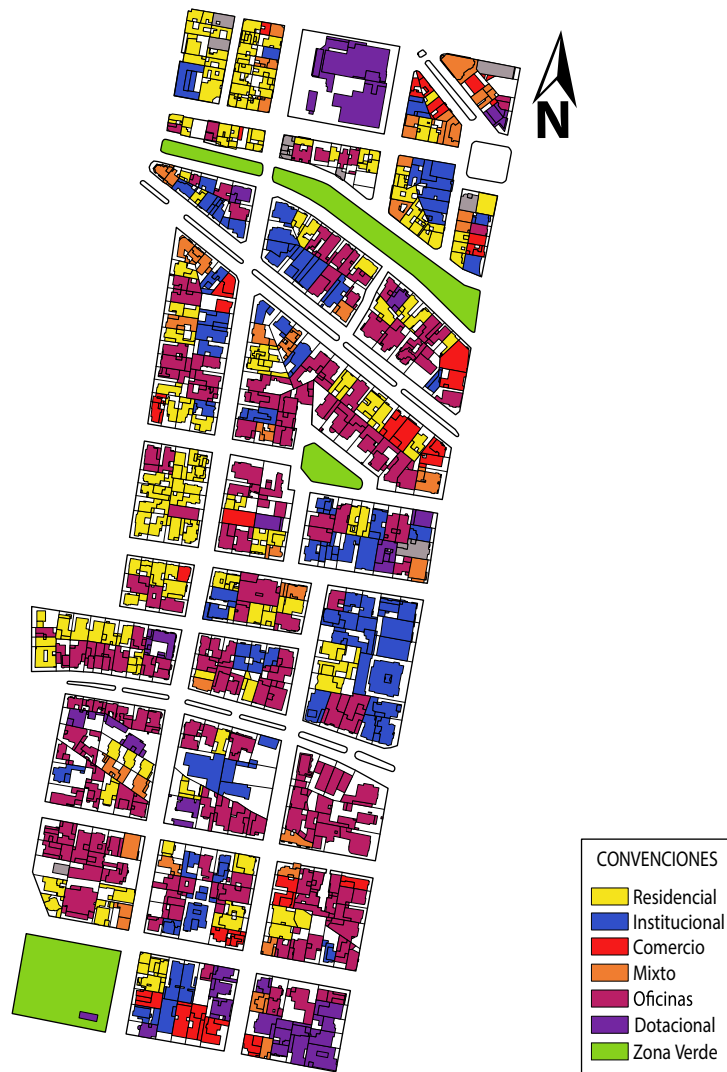 N
CONVENCIONES
Residencial
Institucional
Comercio
Mixto
Oficinas
Dotacional
Zona Verde